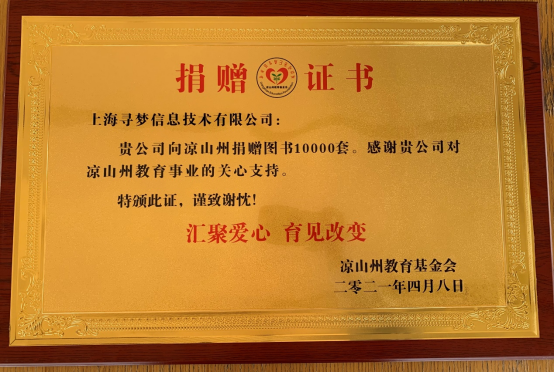 捐赠证书
上海寻梦信息技术有限公司：
贵公司向凉山州捐赠图书10000套。感谢贵公司对
凉山州教育事业的关心支持。
特颁此证，谨致谢忱!
汇聚爱心 育见改变
凉山州教育基金会
二零二一年四月八日